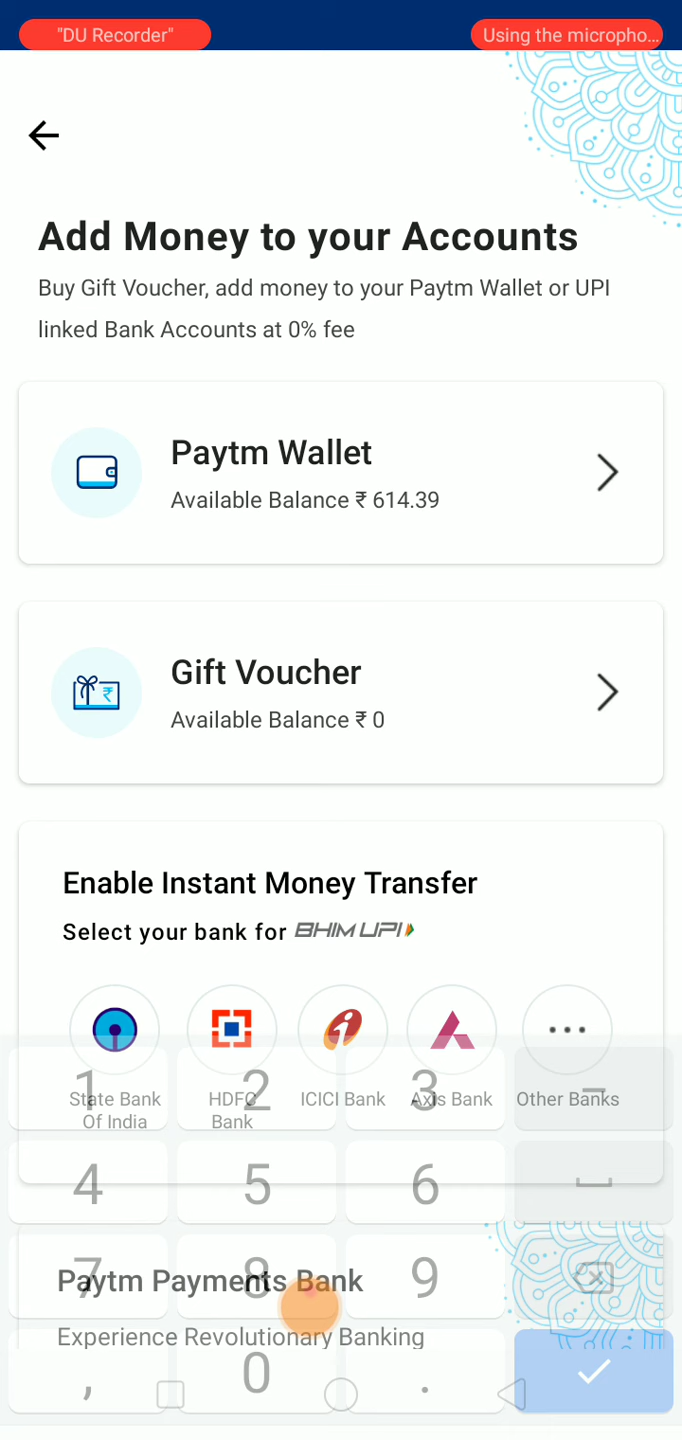 "DU Recorder"
Using the micropho...
Add Money to your Accounts
Buy Gift Voucher, add money to your Paytm Wallet or UPI
linked Bank Accounts at 0% fee
Paytm Wallet
Available Balance ₹ 614.39
Gift Voucher
Available Balance ₹ 0
Enable Instant Money Transfer
Select your bank for BHIM UPI
State Bank
Of India
HDFC
Bank
ICICI Bank
Axis Bank
Other Banks
1 2 3 -
4 5 6
7 8 9
Paytm Payments Bank
Experience Revolutionary Banking
, 0 .